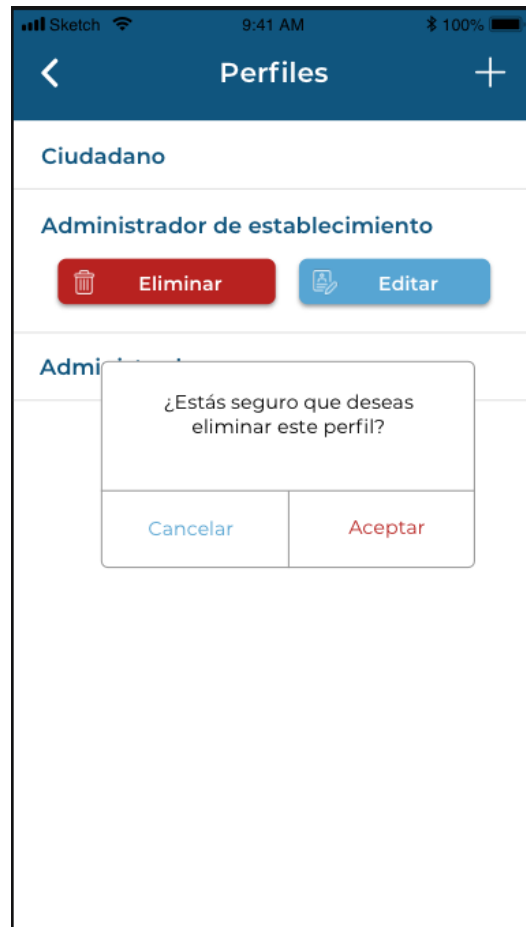 Sketch 9:41 AM 100%
Perfiles
Ciudadano
Administrador de establecimiento
Eliminar Editar
¿Estás seguro que deseas
eliminar este perfil?
Cancelar Aceptar